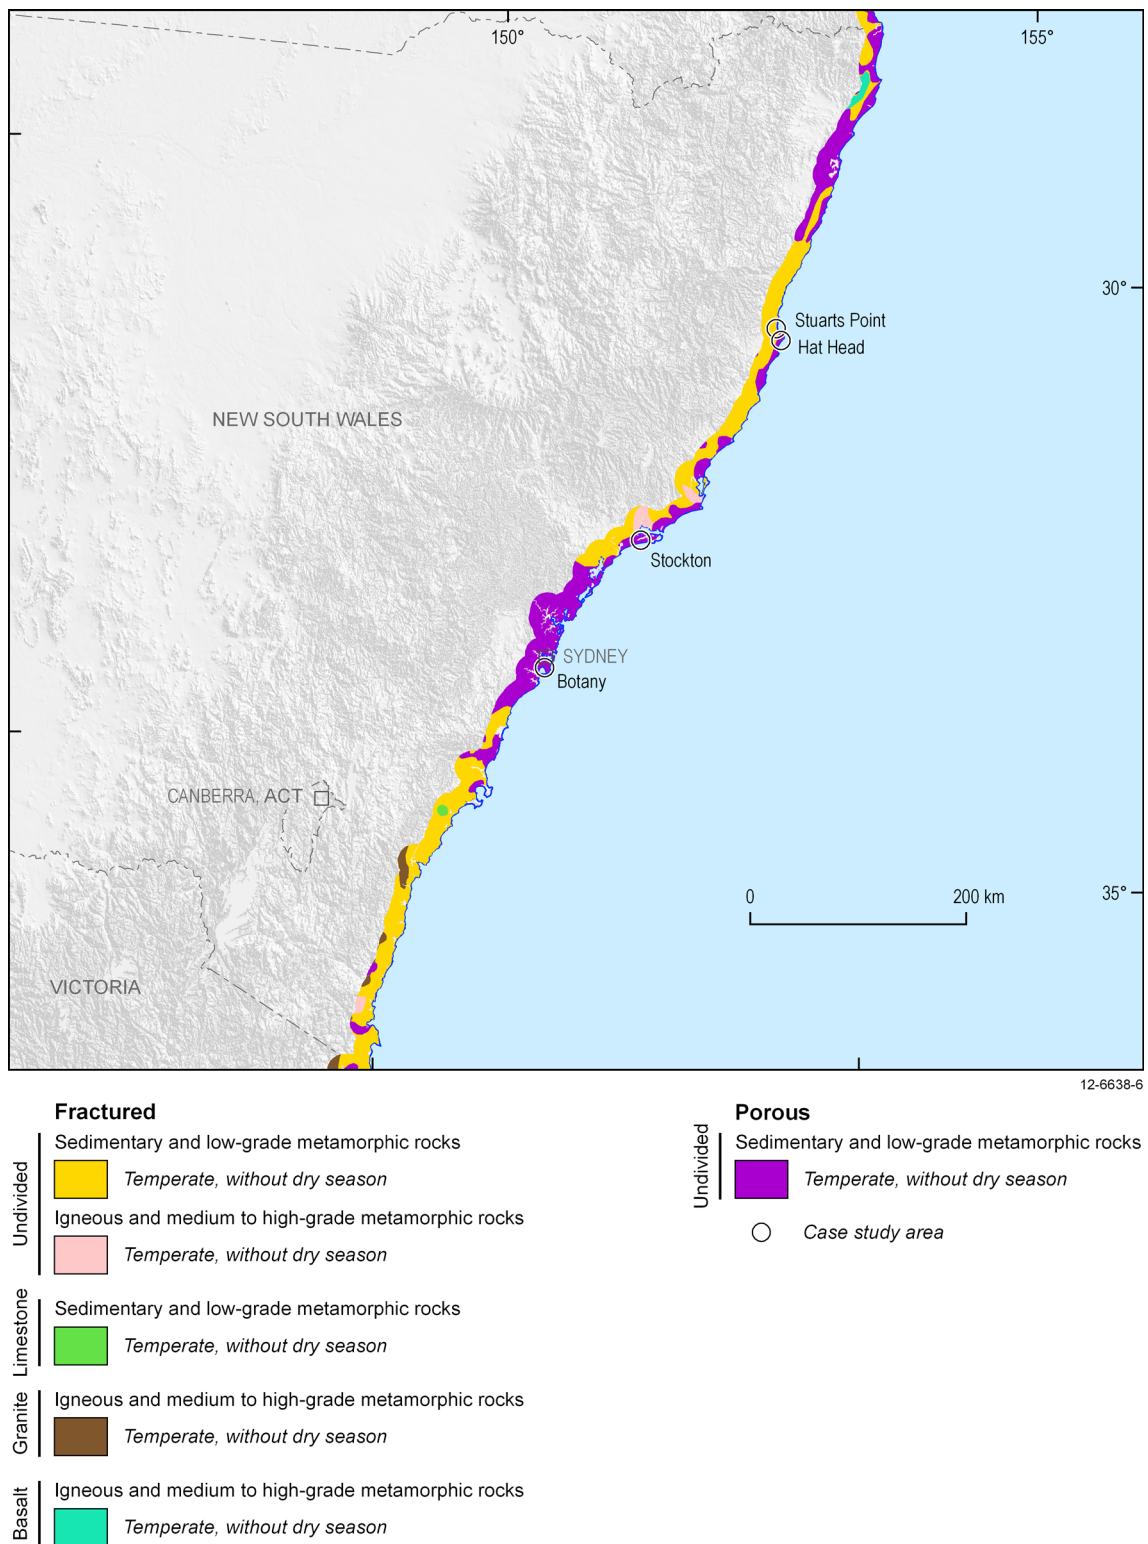 150°
155°
30°
Stuarts Point
Hat Head
NEW SOUTH WALES
Stockton
SYDNEY
Botany
CANBERRA, ACT
0 200 km
35°
VICTORIA
12-6638-6
Fractured
Undivided
Sedimentary and low-grade metamorphic rocks
Temperate, without dry season
Igneous and medium to high-grade metamorphic rocks
Temperate, without dry season
Limestone
Sedimentary and low-grade metamorphic rocks
Temperate, without dry season
Granite
Igneous and medium to high-grade metamorphic rocks
Temperate, without dry season
Basalt
Igneous and medium to high-grade metamorphic rocks
Temperate, without dry season
Porous
Undivided
Sedimentary and low-grade metamorphic rocks
Temperate, without dry season
Case study area